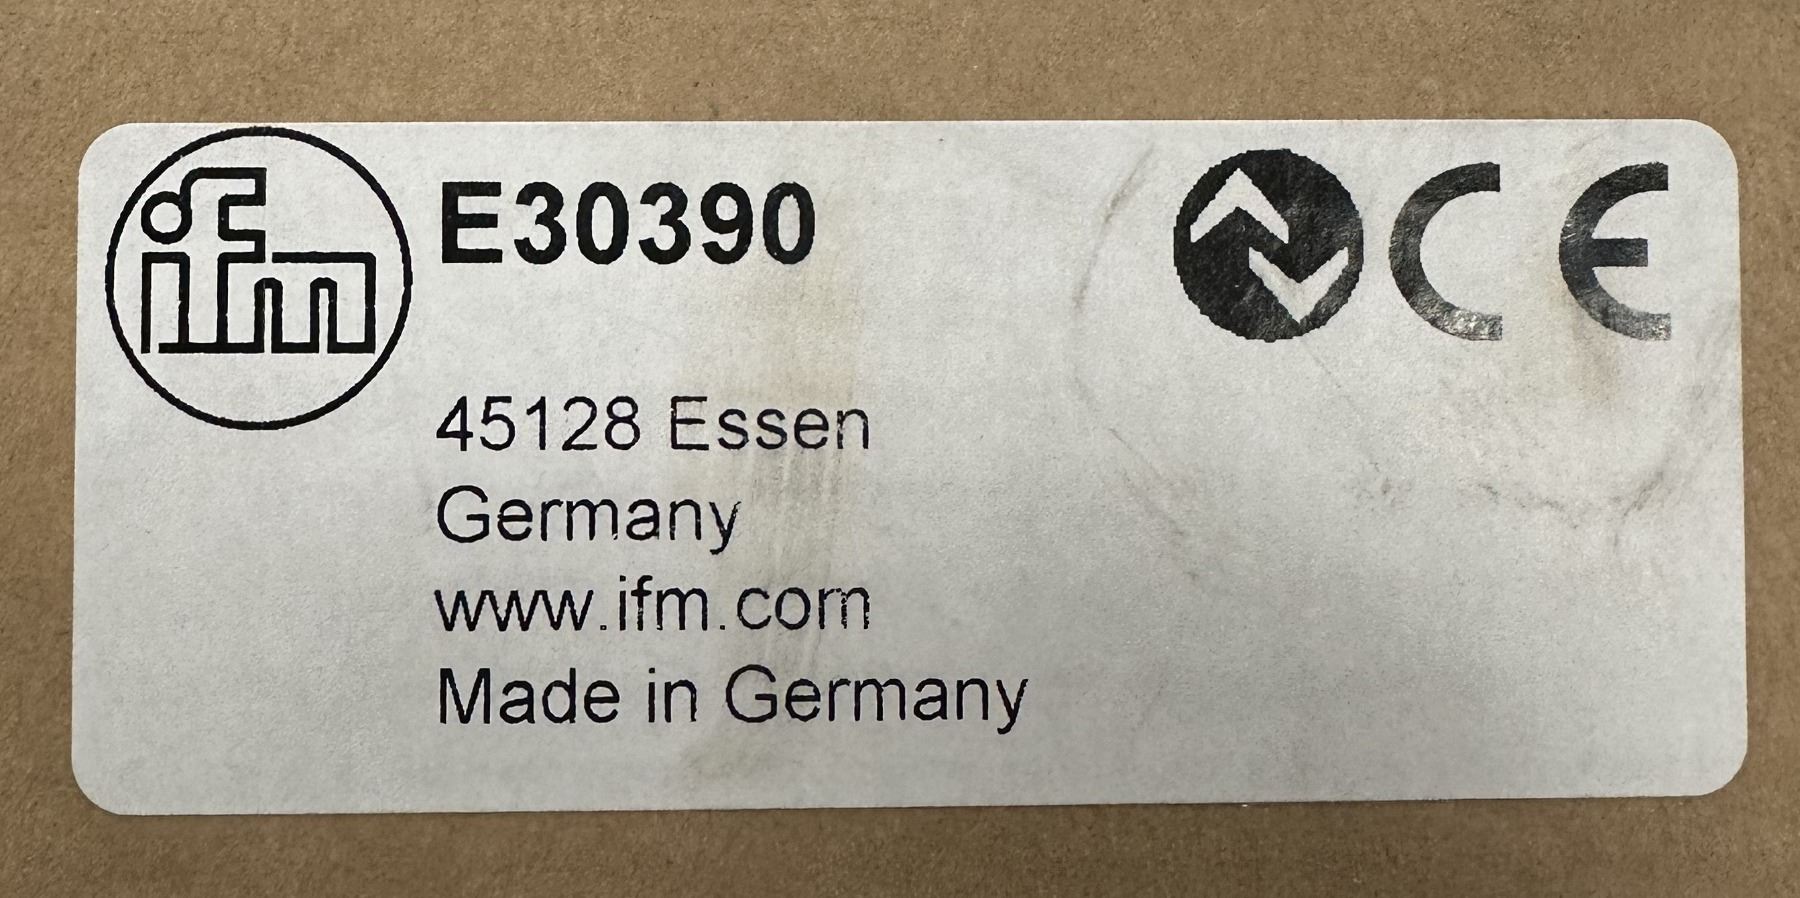 ifm
E30390
CE
45128 Essen
Germany
www.ifm.com
Made in Germany